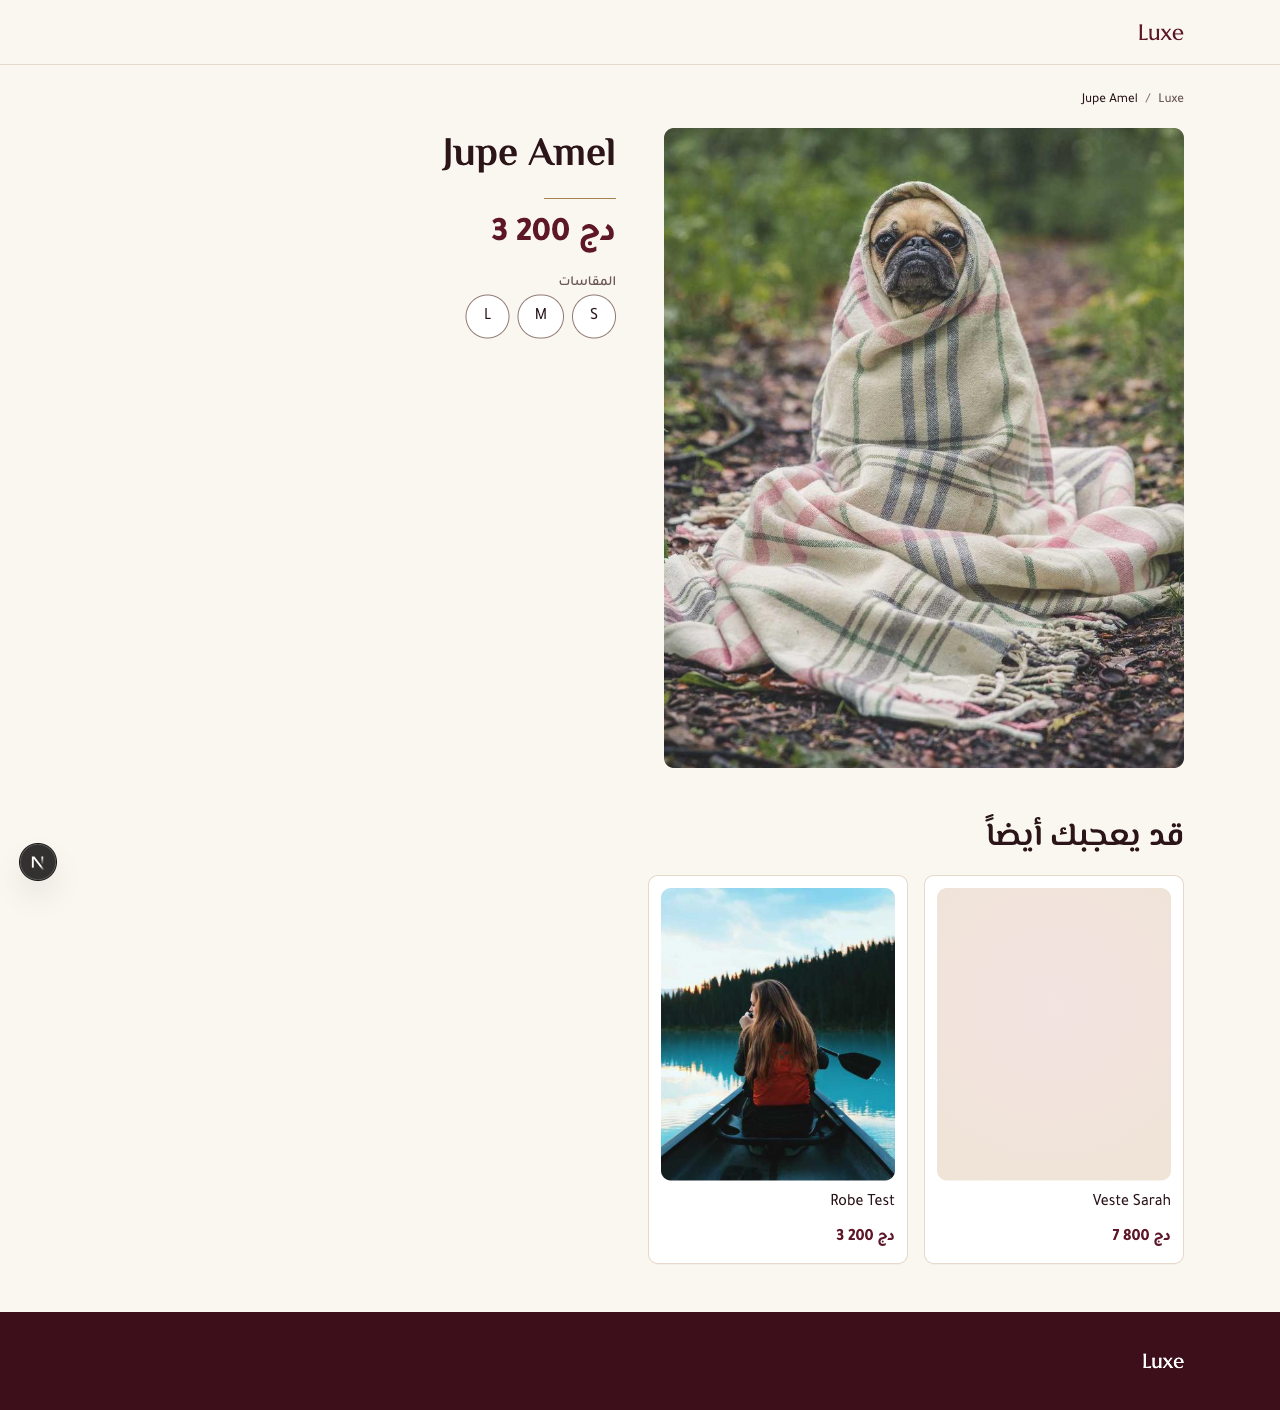 Luxe
Luxe / Jupe Amel
Jupe Amel
3 200 دج
المقاسات
S
M
L
قد يعجبك أيضاً
Veste Sarah
7 800 دج
Robe Test
3 200 دج
N
Luxe